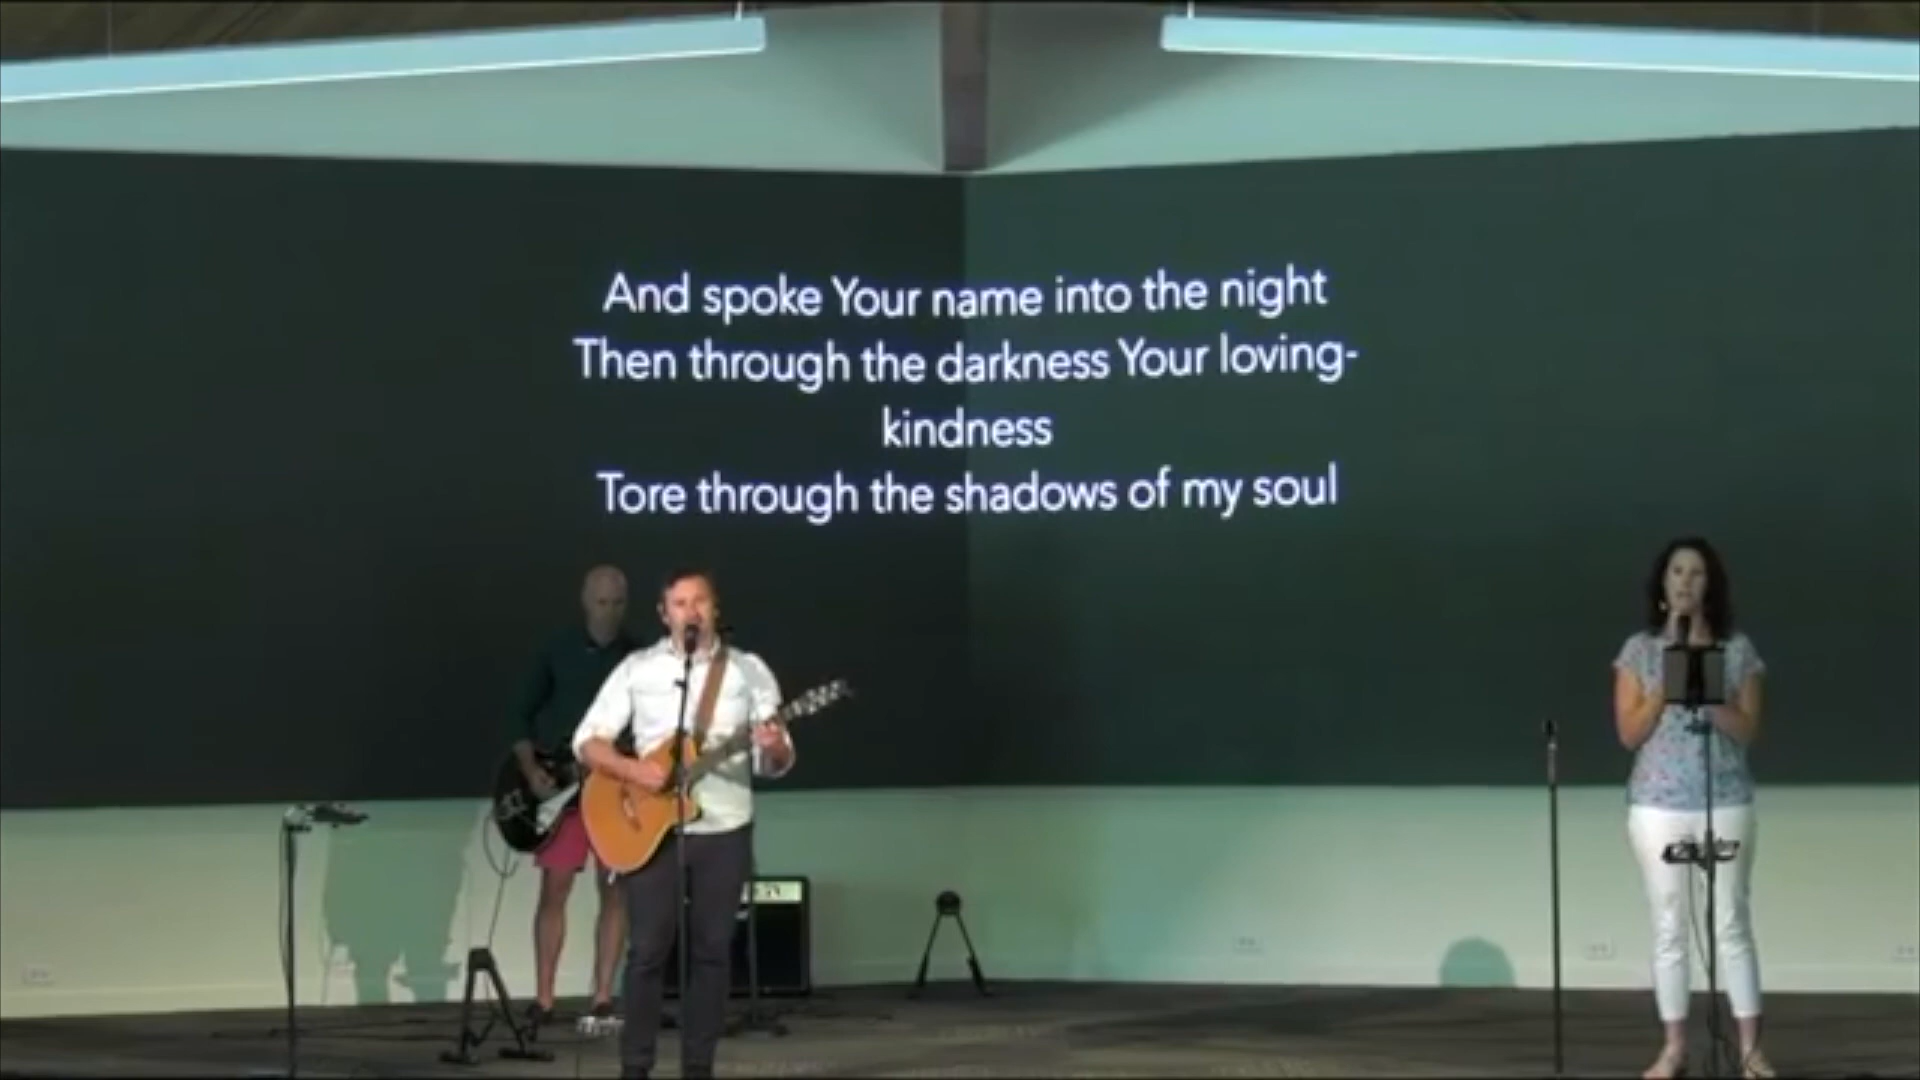 And spoke Your name into the night
Then through the darkness Your loving-
kindness
Tore through the shadows of my soul